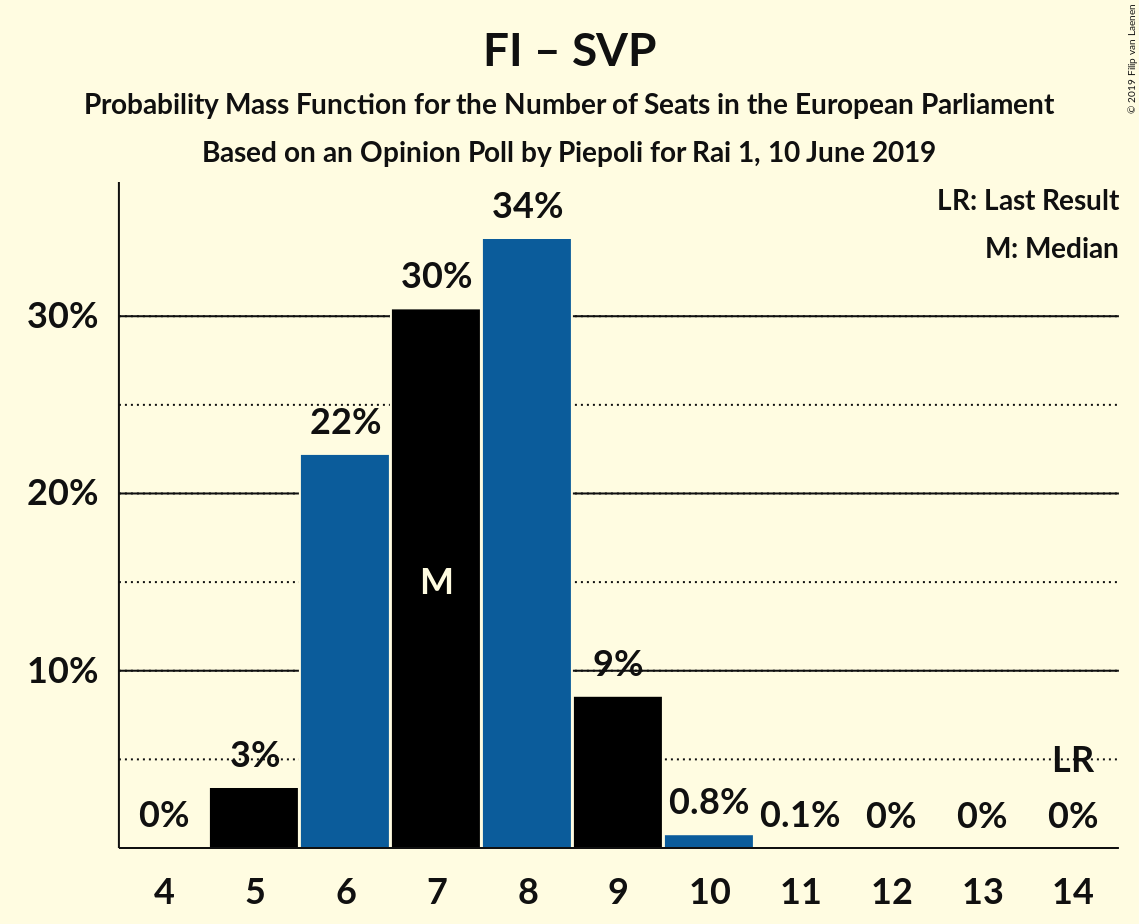 FI – SVP
Probability Mass Function for the Number of Seats in the European Parliament
Based on an Opinion Poll by Piepoli for Rai 1, 10 June 2019
© 2019 Filip van Laenen
LR: Last Result
M: Median
34%
30%
30%
22%
20%
M
10%
9%
3%
LR
0%
0.8%
0.1%
0%
0%
0%
4 5 6 7 8 9 10 11 12 13 14